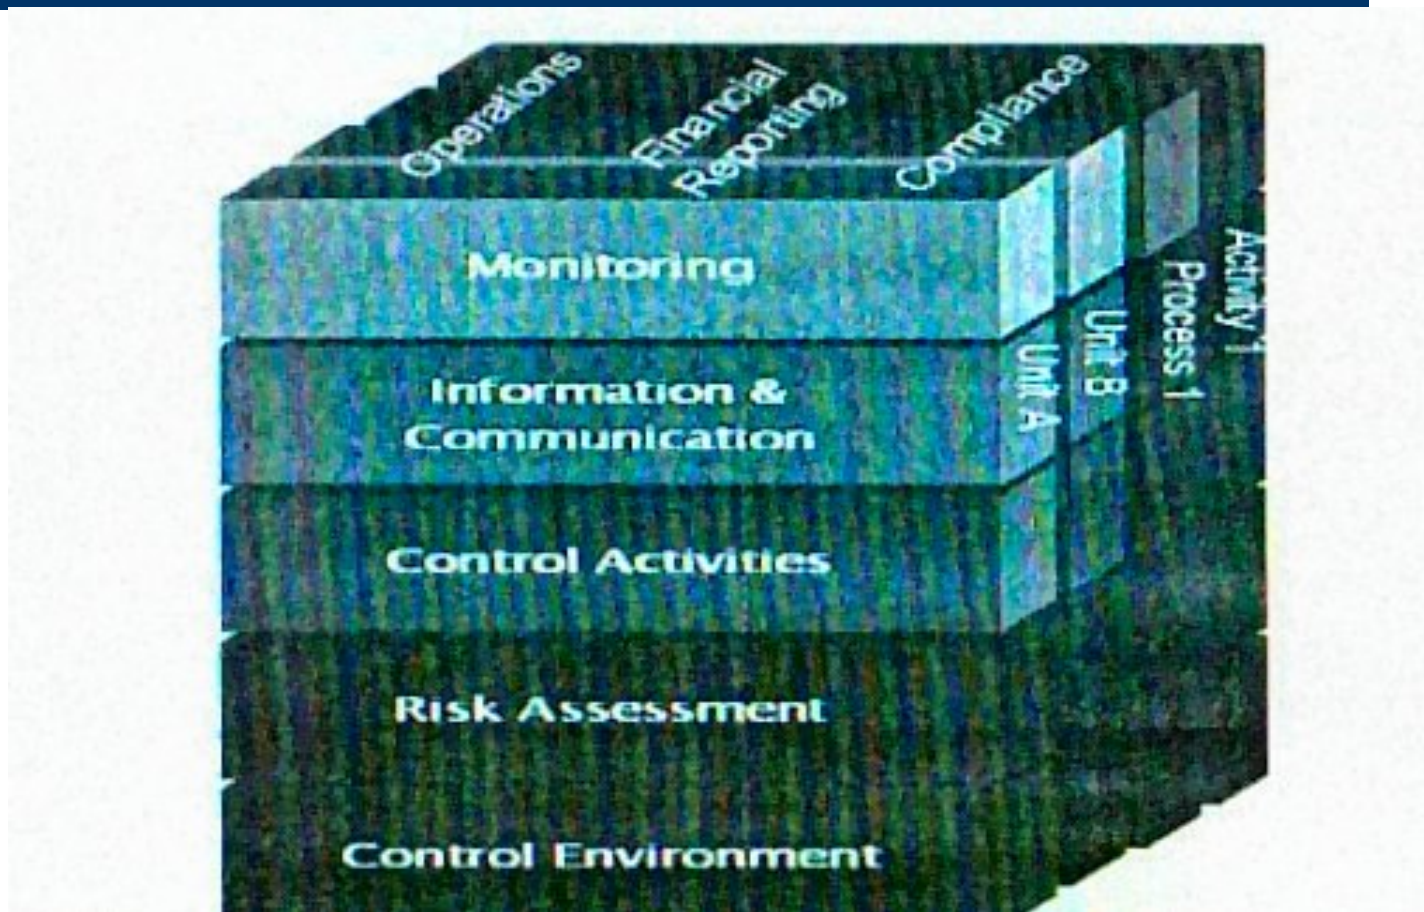 Operations
Financial
Reporting
Compliance
Monitoring
Information &
Communication
Control Activities
Risk Assessment
Control Environment
Unit A
Unit B
Process 1
Activity 1